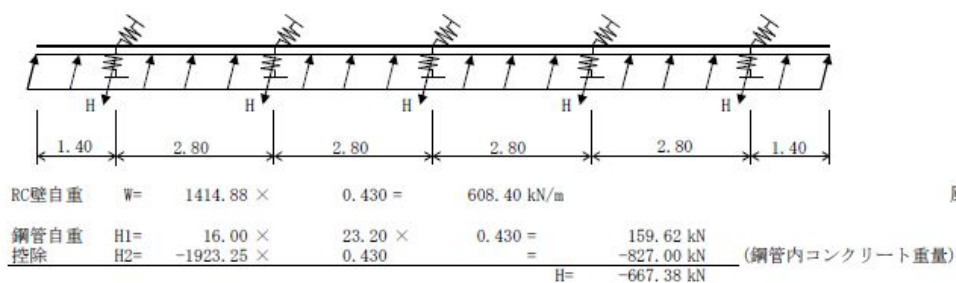 H H H H H
1.40 2.80 2.80 2.80 2.80 1.40
RC壁自重 W= 1414.88 × 0.430 = 608.40 kN/m
鋼管自重 H1= 16.00 × 23.20 × 0.430 = 159.62 kN
控除 H2= -1923.25 × 0.430 = -827.00 kN (鋼管内コンクリート重量)
H= -667.38 kN